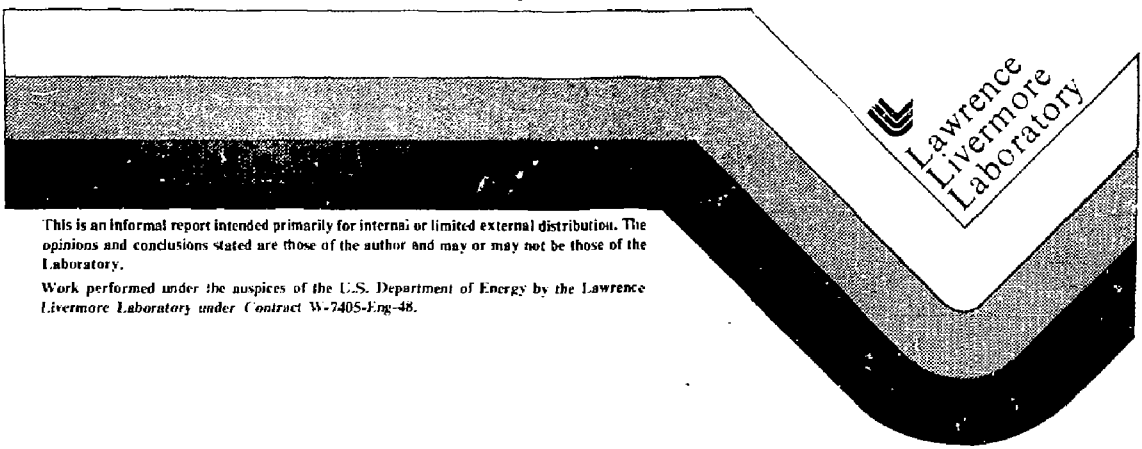 Lawrence
Livermore
Laboratory
This is an informal report intended primarily for internal or limited external distribution. The
opinions and conclusions stated are those of the author and may or may not be those of the
Laboratory.
Work performed under the auspices of the U.S. Department of Energy by the Lawrence
Livermore Laboratory under Contract W-7405-Eng-48.